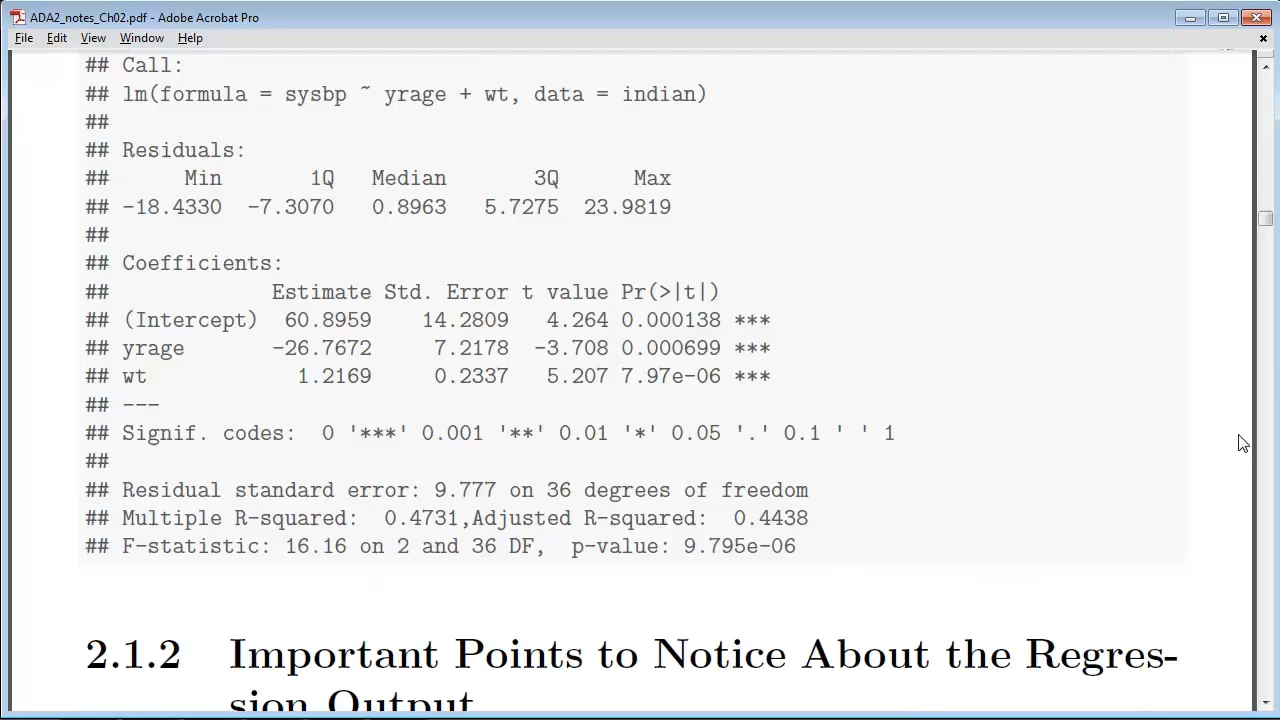 ADA2_notes_Ch02.pdf - Adobe Acrobat Pro
File Edit View Window Help
## Call:
## lm(formula = sysbp ~ yrage + wt, data = indian)
##
## Residuals:
## Min 1Q Median 3Q Max
## -18.4330 -7.3070 0.8963 5.7275 23.9819
##
## Coefficients:
## Estimate Std. Error t value Pr(>|t|)
## (Intercept) 60.8959 14.2809 4.264 0.000138 ***
## yrage -26.7672 7.2178 -3.708 0.000699 ***
## wt 1.2169 0.2337 5.207 7.97e-06 ***
## ---
## Signif. codes: 0 '***' 0.001 '**' 0.01 '*' 0.05 '.' 0.1 ' ' 1
##
## Residual standard error: 9.777 on 36 degrees of freedom
## Multiple R-squared: 0.4731,Adjusted R-squared: 0.4438
## F-statistic: 16.16 on 2 and 36 DF, p-value: 9.795e-06
2.1.2 Important Points to Notice About the Regres-
sion Output